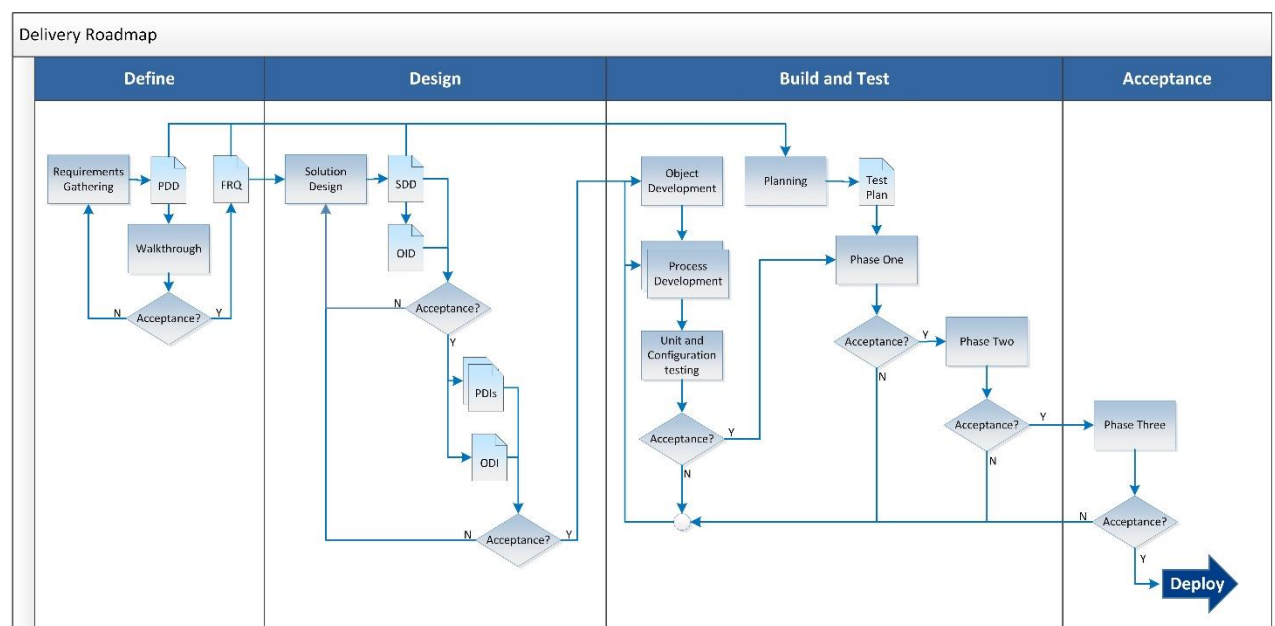 Delivery Roadmap
Define
Design
Build and Test
Acceptance
Requirements
Gathering
PDD
FRQ
Walkthrough
N
Acceptance?
Y
Solution
Design
SDD
OID
N
Acceptance?
Y
PDIs
ODI
N
Acceptance?
Y
Object
Development
Process
Development
Unit and
Configuration
testing
Acceptance?
Y
N
Planning
Test
Plan
Phase One
Acceptance?
Y
N
Phase Two
Acceptance?
Y
N
Phase Three
N
Acceptance?
Y
Deploy